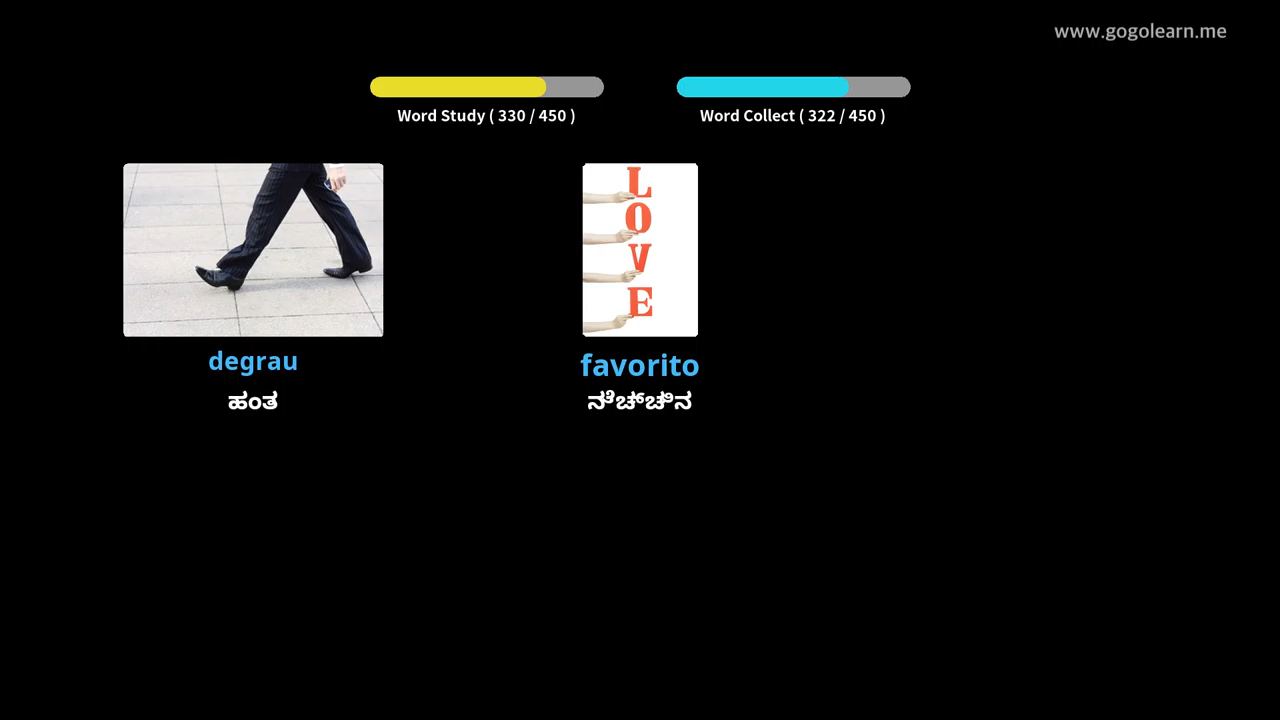 www.gogolearn.me
Word Study ( 330 / 450 )
Word Collect ( 322 / 450 )
L
O
V
E
degrau
favorito
ಹಂತ
ನೆಚ್ಚಿನ